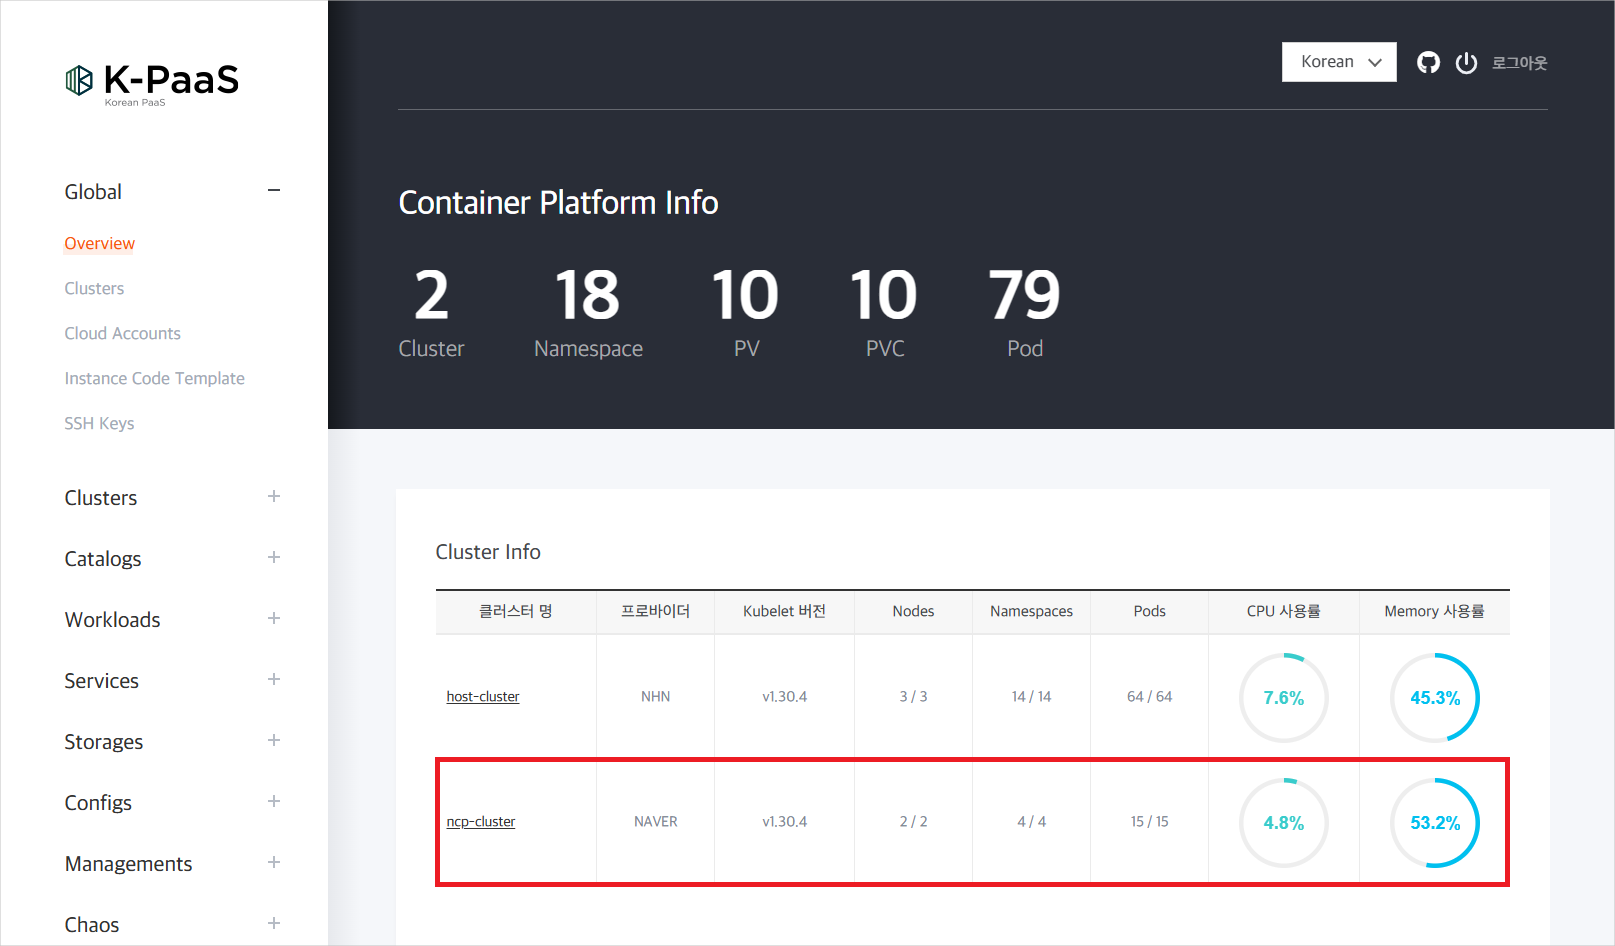 K-PaaS
Korean PaaS
Global
Overview
Clusters
Cloud Accounts
Instance Code Template
SSH Keys
Clusters
Catalogs
Workloads
Services
Storages
Configs
Managements
Chaos
Korean
로그아웃
Container Platform Info
2 18 10 10 79
Cluster Namespace PV PVC Pod
Cluster Info
클러스터 명 프로바이더 Kubelet 버전 Nodes Namespaces Pods CPU 사용률 Memory 사용률
host-cluster NHN v1.30.4 3 / 3 14 / 14 64 / 64 7.6% 45.3%
ncp-cluster NAVER v1.30.4 2 / 2 4 / 4 15 / 15 4.8% 53.2%